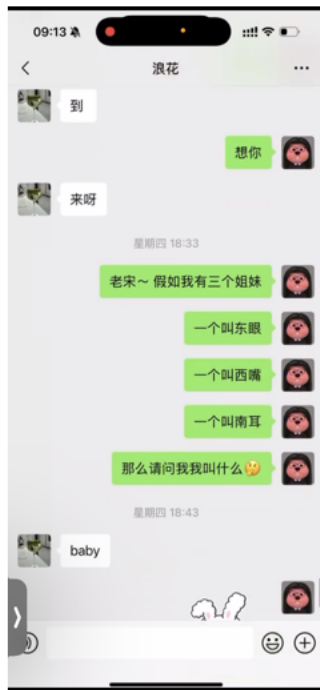 09:13
浪花
到
想你
来呀
星期四 18:33
老宋～ 假如我有三个姐妹
一个叫东眼
一个叫西嘴
一个叫南耳
那么请问我我叫什么🤔
星期四 18:43
baby